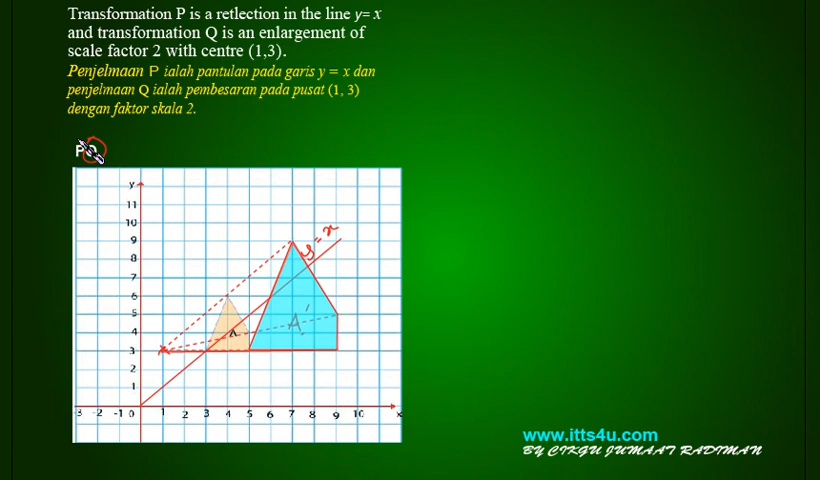 Transformation P is a retlection in the line y= x
and transformation Q is an enlargement of
scale factor 2 with centre (1,3).
Penjelmaan P ialah pantulan pada garis y = x dan
penjelmaan Q ialah pembesaran pada pusat (1, 3)
dengan faktor skala 2.
PQ
y
11
10
9
8
7
6
5
4
3
2
1
y = x
A
A'
-3 -2 -1 0 1 2 3 4 5 6 7 8 9 10 x
www.itts4u.com
BY CIKGU JUMAAT RADIMAN